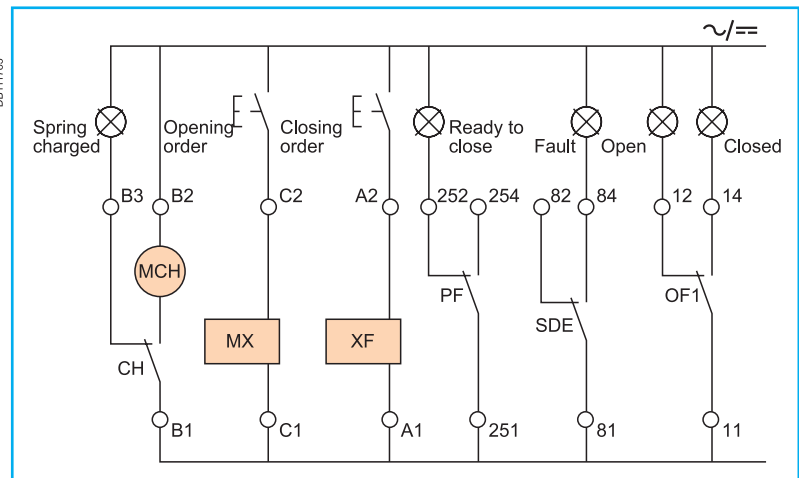 ∼/⎓
Spring charged
Opening order
Closing order
Ready to close
Fault
Open
Closed
B3
B2
C2
A2
252
254
82
84
12
14
MCH
PF
OF1
SDE
MX
XF
CH
B1
C1
A1
251
81
11